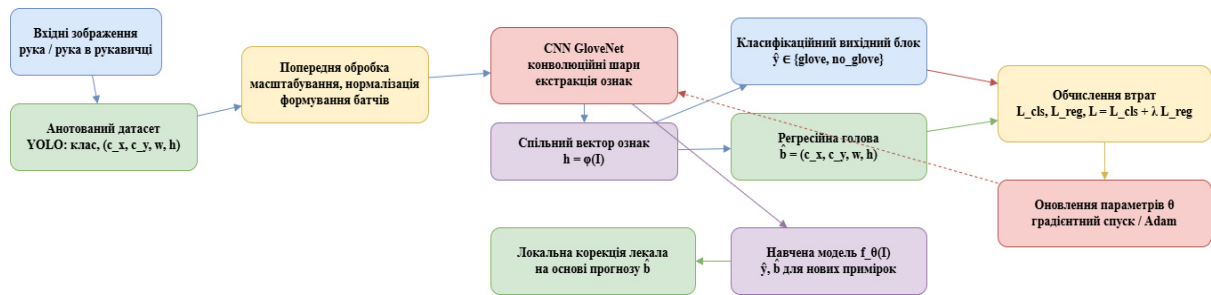 Вхідні зображення
рука / рука в рукавичці
Анотований датасет
YOLO: клас, (c_x, c_y, w, h)
Попередня обробка
масштабування, нормалізація
формування батчів
CNN GloveNet
конволюційні шари
екстракція ознак
Спільний вектор ознак
h = φ(I)
Класифікаційний вихідний блок
ŷ ∈ {glove, no_glove}
Регресійна голова
b̂ = (c_x, c_y, w, h)
Обчислення втрат
L_cls, L_reg, L = L_cls + λ L_reg
Оновлення параметрів θ
градієнтний спуск / Adam
Навчена модель f_θ(I)
ŷ, b̂ для нових примірок
Локальна корекція лекала
на основі прогнозу b̂